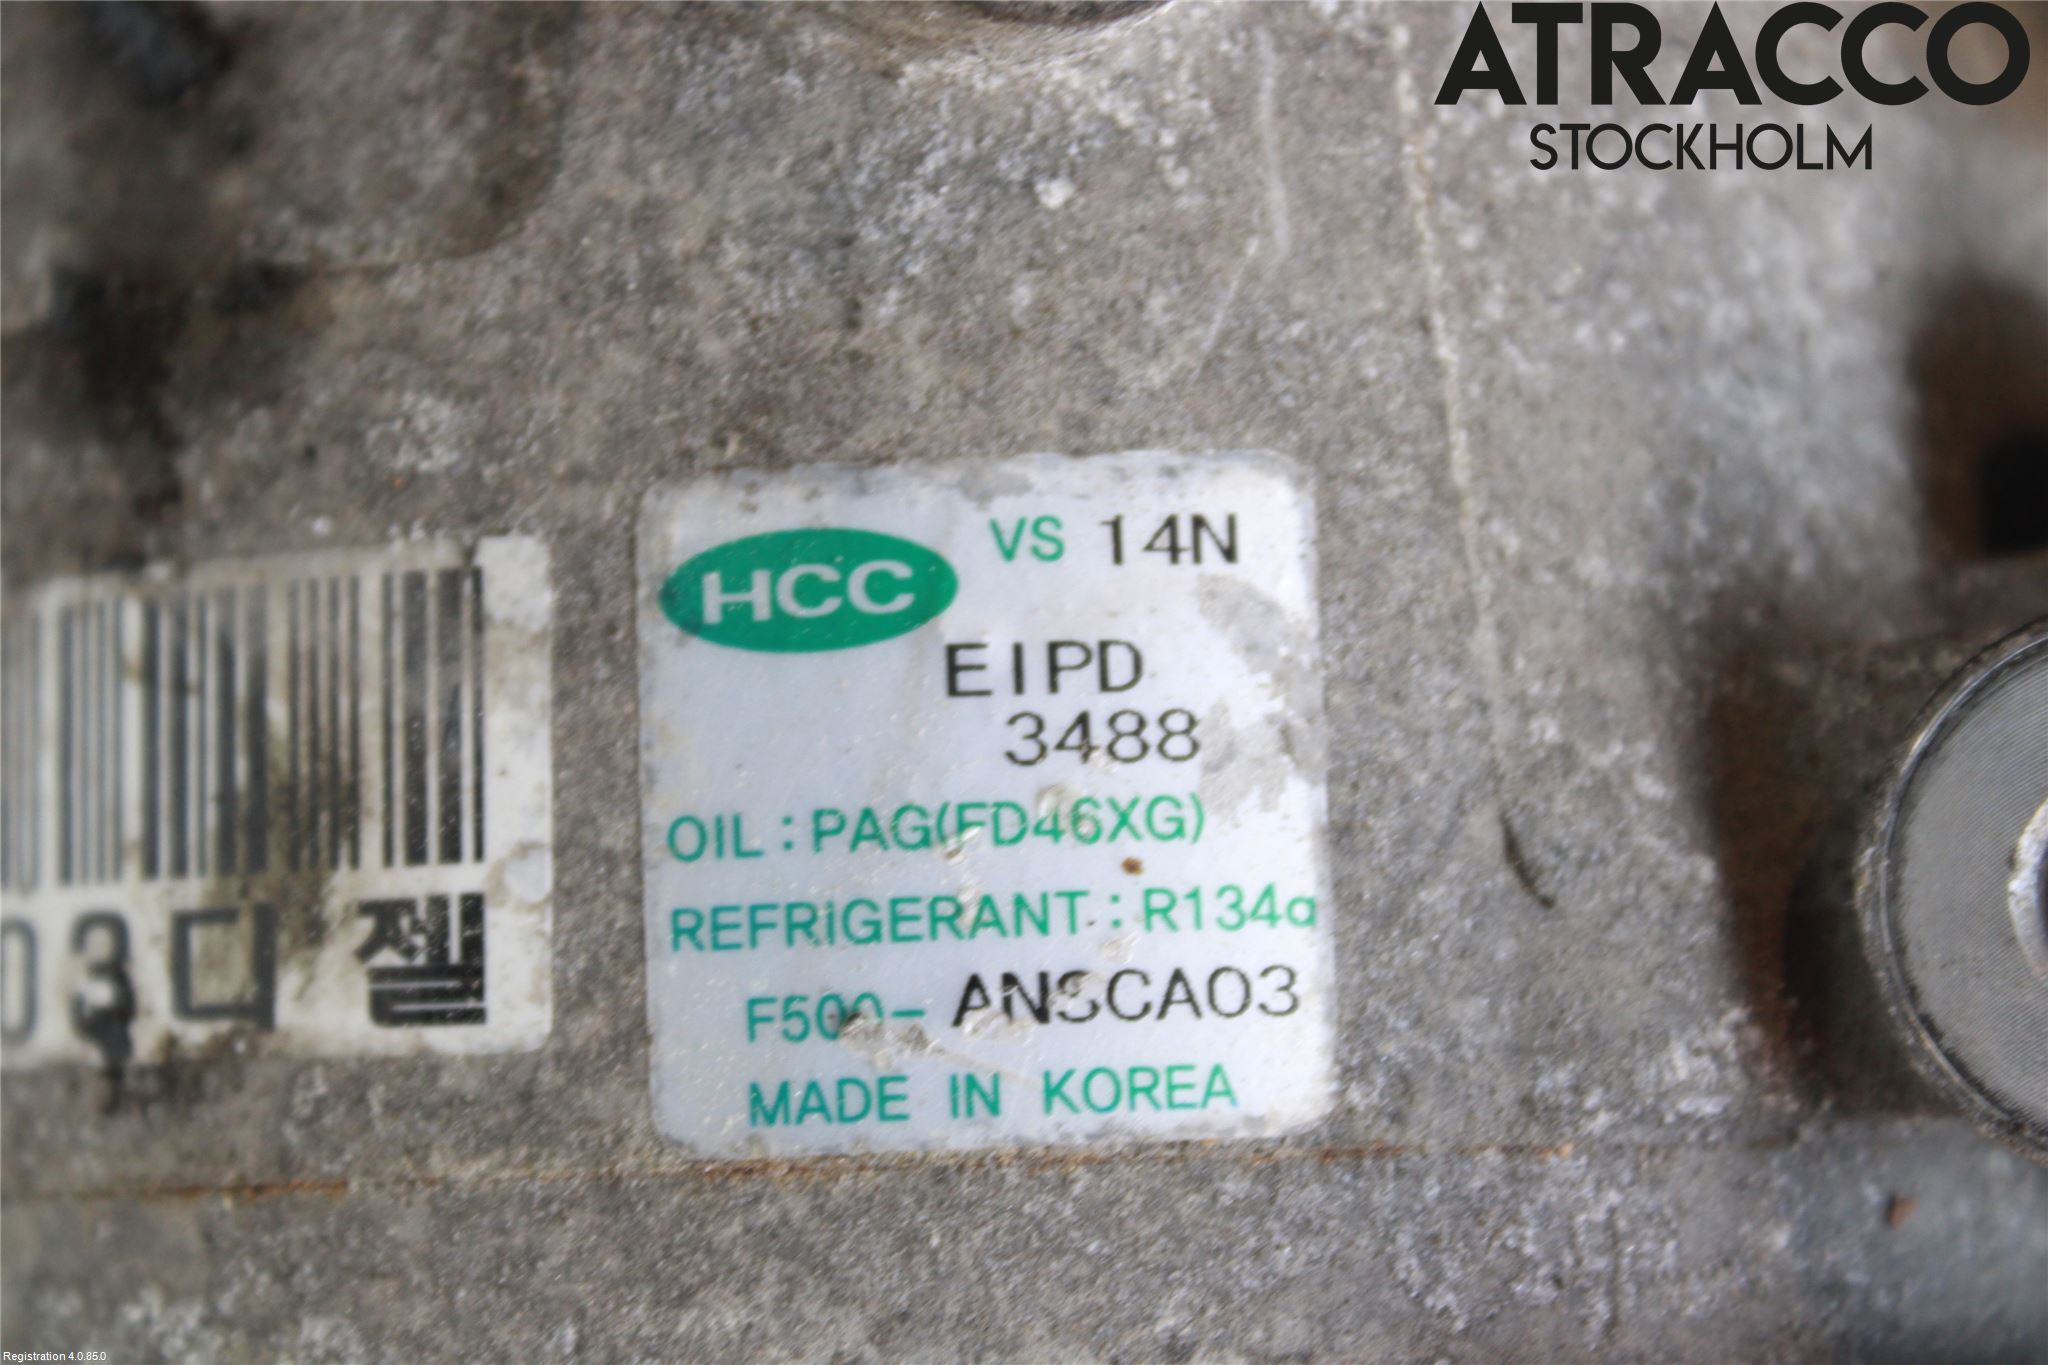 ATRACCO
STOCKHOLM
HCC VS 14N
EIPD
3488
OIL : PAG(FD46XG)
REFRIGERANT : R134a
F500- ANSCA03
MADE IN KOREA
03디젤
Registration 4.0.85.0